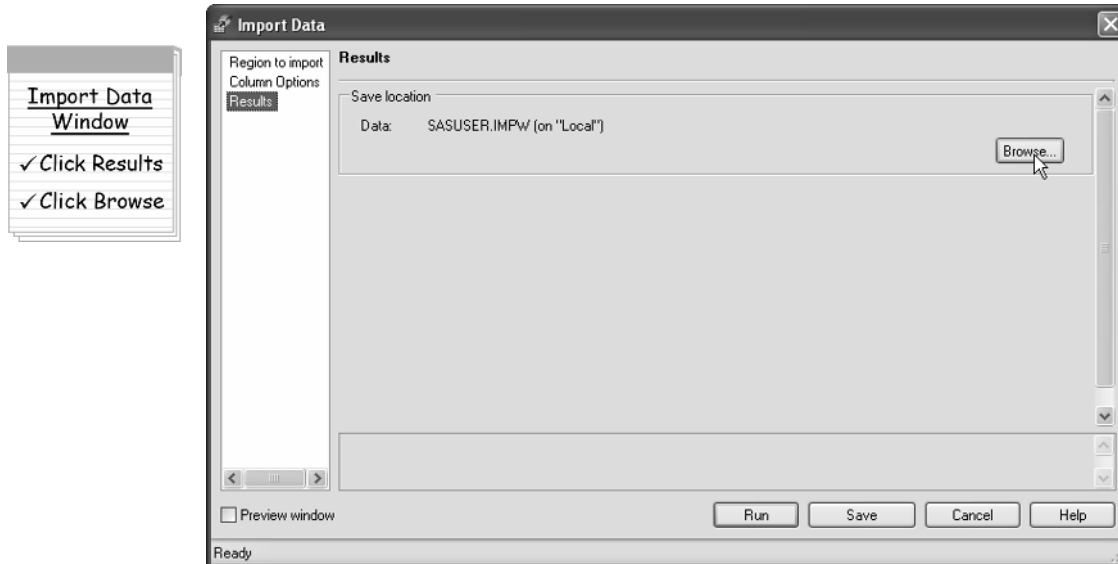 Import Data
Window
✓ Click Results
✓ Click Browse
Import Data
Region to import
Column Options
Results
Results
Save location
Data: SASUSER.IMPW (on "Local")
Browse...
Preview window
Run
Save
Cancel
Help
Ready